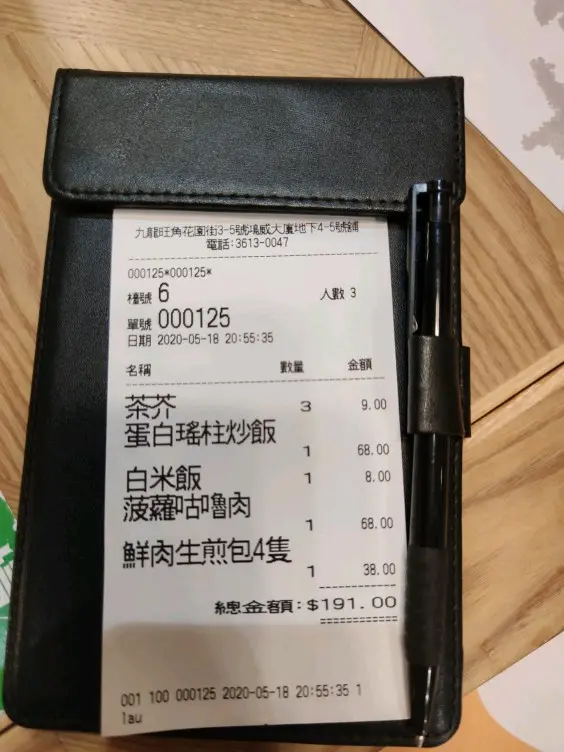 九龍旺角花園街3-5號鴻威大廈地下4-5號舖
電話:3613-0047
000125*000125*
檯號 6 人數 3
單號 000125
日期 2020-05-18 20:55:35
名稱 數量 金額
茶芥 3 9.00
蛋白瑤柱炒飯
1 68.00
白米飯 1 8.00
菠蘿咕嚕肉
1 68.00
鮮肉生煎包4隻
1 38.00
總金額:$191.00
001 100 000125 2020-05-18 20:55:35 1
lau